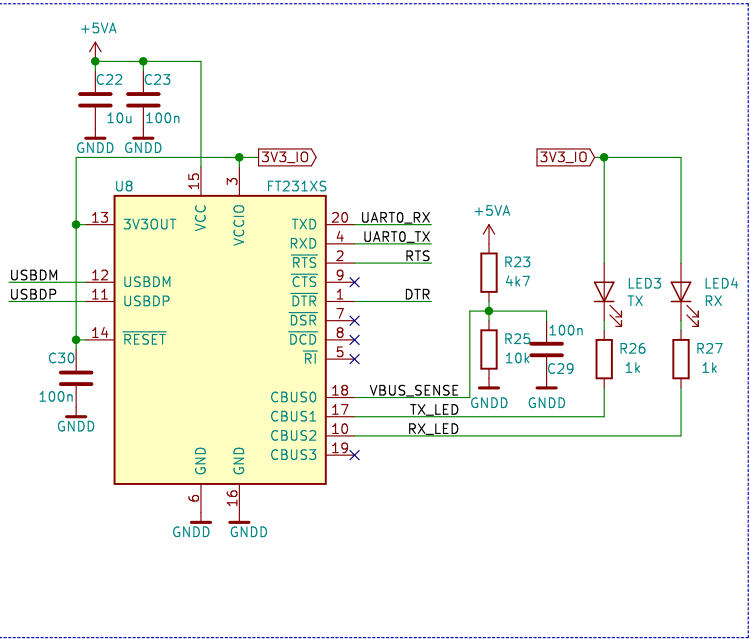 +5VA
C22
C23
10u
100n
GNDD
GNDD
3V3_IO
3V3_IO
U8
15
3
FT231XS
VCC
VCCIO
13
3V3OUT
TXD
20
UART0_RX
RXD
4
UART0_TX
RTS
2
RTS
USBDM
12
USBDM
CTS
9
USBDP
11
USBDP
DTR
1
DTR
DSR
7
14
RESET
DCD
8
RI
5
C30
100n
GNDD
CBUS0
18
VBUS_SENSE
CBUS1
17
TX_LED
CBUS2
10
RX_LED
CBUS3
19
GND
GND
6
16
GNDD
GNDD
+5VA
R23
4k7
R25
10k
100n
C29
GNDD
GNDD
LED3
TX
LED4
RX
R26
1k
R27
1k